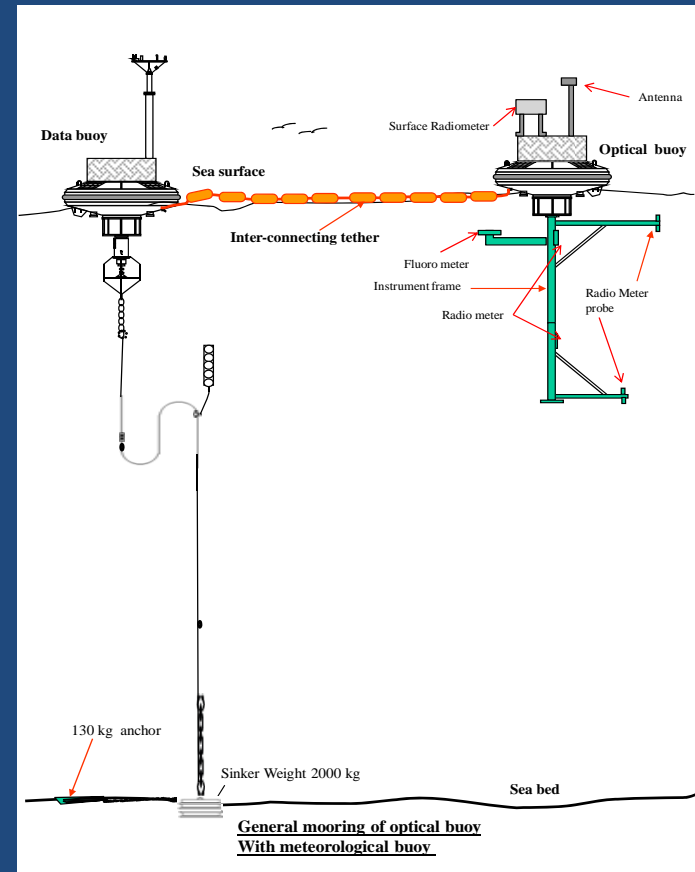 Antenna
Surface Radiometer
Data buoy
Optical buoy
Sea surface
Inter-connecting tether
Fluoro meter
Instrument frame
Radio Meter
probe
Radio meter
130 kg anchor
Sinker Weight 2000 kg
Sea bed
General mooring of optical buoy
With meteorological buoy